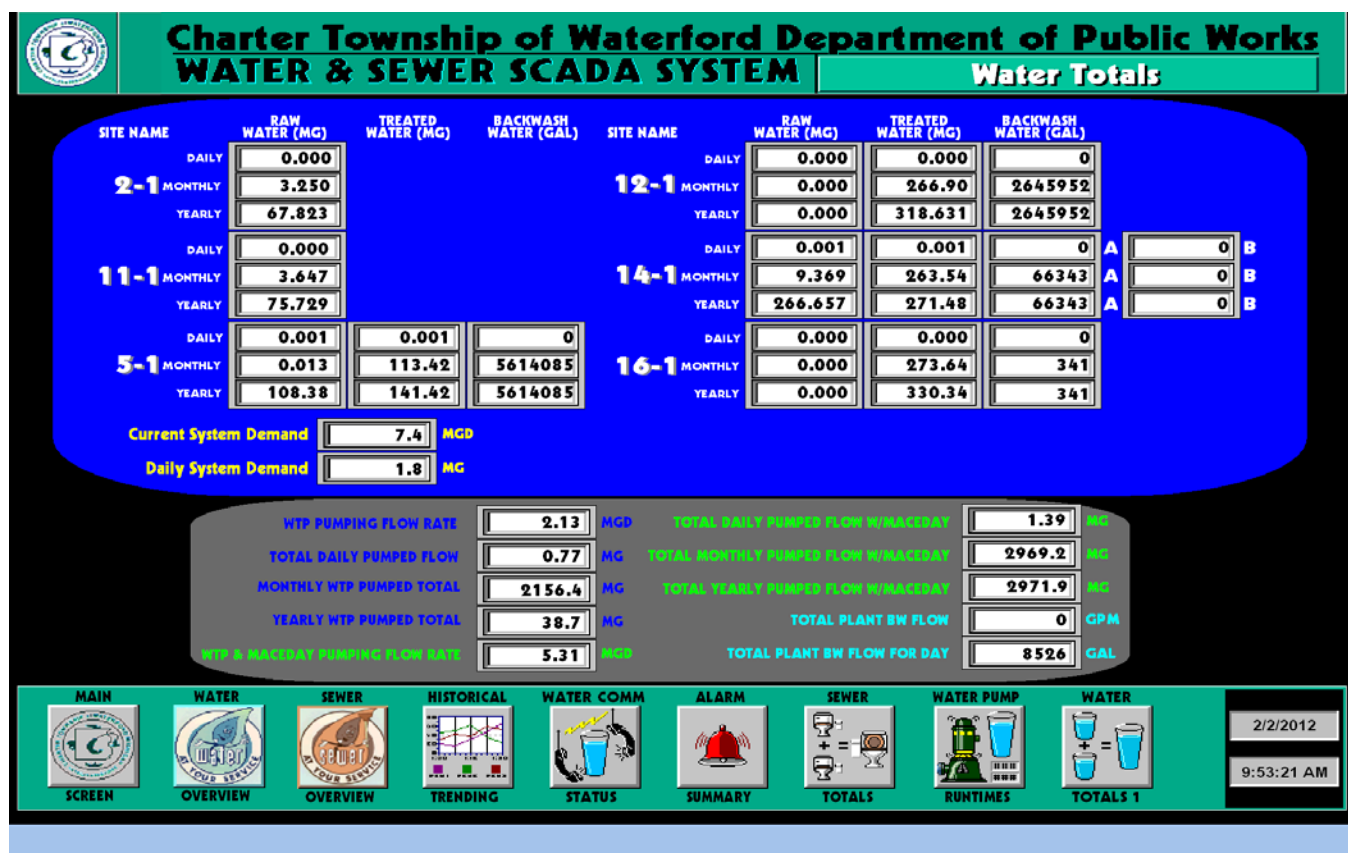 Charter Township of Waterford Department of Public Works
WATER & SEWER SCADA SYSTEM
Water Totals
SITE NAME RAW WATER (MG) TREATED WATER (MG) BACKWASH WATER (GAL)
DAILY 0.000
2-1 MONTHLY 3.250
YEARLY 67.823
DAILY 0.000
11-1 MONTHLY 3.647
YEARLY 75.729
DAILY 0.001 0.001 0
5-1 MONTHLY 0.013 113.42 5614085
YEARLY 108.38 141.42 5614085
SITE NAME RAW WATER (MG) TREATED WATER (MG) BACKWASH WATER (GAL)
DAILY 0.000 0.000 0
12-1 MONTHLY 0.000 266.90 2645952
YEARLY 0.000 318.631 2645952
DAILY 0.001 0.001 0 A 0 B
14-1 MONTHLY 9.369 263.54 66343 A 0 B
YEARLY 266.657 271.48 66343 A 0 B
DAILY 0.000 0.000 0
16-1 MONTHLY 0.000 273.64 341
YEARLY 0.000 330.34 341
Current System Demand 7.4 MGD
Daily System Demand 1.8 MG
WTP PUMPING FLOW RATE 2.13 MGD
TOTAL DAILY PUMPED FLOW 0.77 MG
MONTHLY WTP PUMPED TOTAL 2156.4 MG
YEARLY WTP PUMPED TOTAL 38.7 MG
WTP & MACEDAY PUMPING FLOW RATE 5.31 MGD
TOTAL DAILY PUMPED FLOW W/MACEDAY 1.39 MG
TOTAL MONTHLY PUMPED FLOW W/MACEDAY 2969.2 MG
TOTAL YEARLY PUMPED FLOW W/MACEDAY 2971.9 MG
TOTAL PLANT BW FLOW 0 GPM
TOTAL PLANT BW FLOW FOR DAY 8526 GAL
MAIN SCREEN
WATER OVERVIEW
water AT YOUR SERVICE
SEWER OVERVIEW
sewer AT YOUR SERVICE
HISTORICAL TRENDING
WATER COMM STATUS
ALARM SUMMARY
SEWER TOTALS
WATER PUMP RUNTIMES
WATER TOTALS 1
2/2/2012
9:53:21 AM